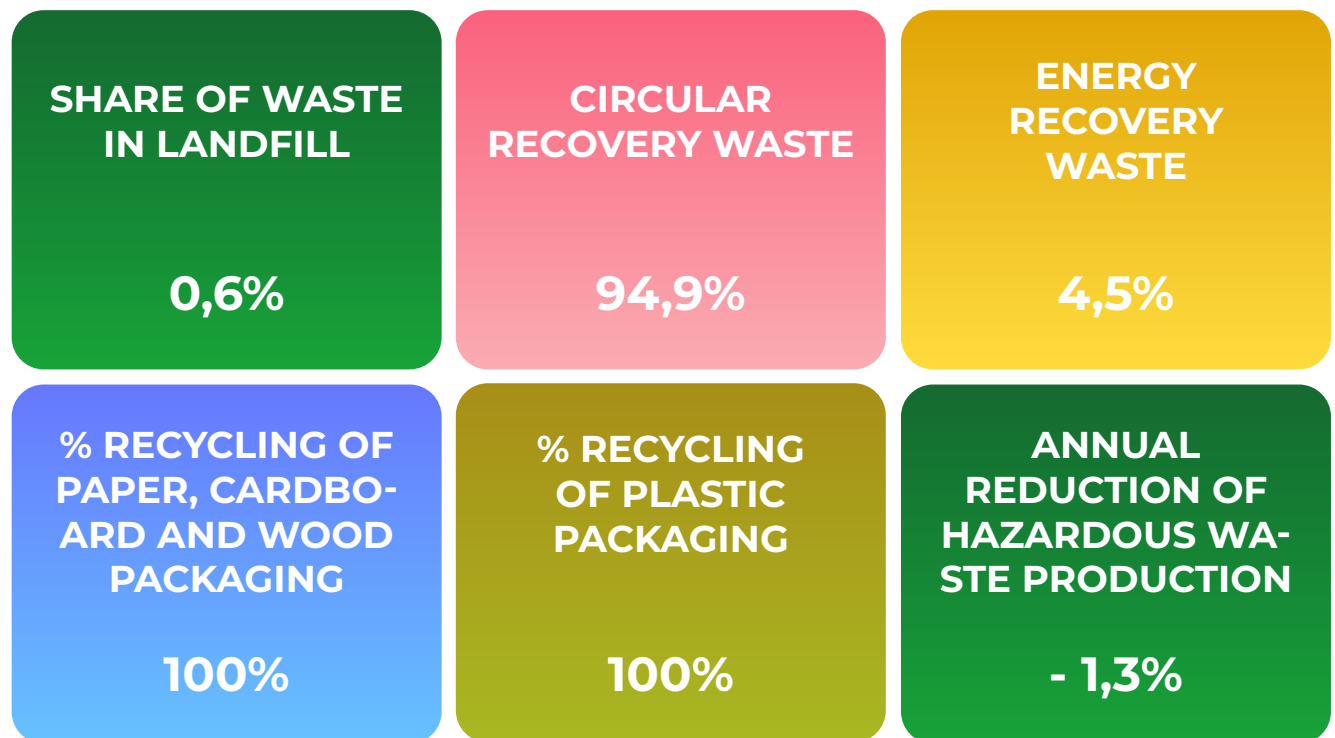 SHARE OF WASTE
IN LANDFILL
0,6%
CIRCULAR
RECOVERY WASTE
94,9%
ENERGY
RECOVERY
WASTE
4,5%
% RECYCLING OF
PAPER, CARDBO-
ARD AND WOOD
PACKAGING
100%
% RECYCLING
OF PLASTIC
PACKAGING
100%
ANNUAL
REDUCTION OF
HAZARDOUS WA-
STE PRODUCTION
- 1,3%